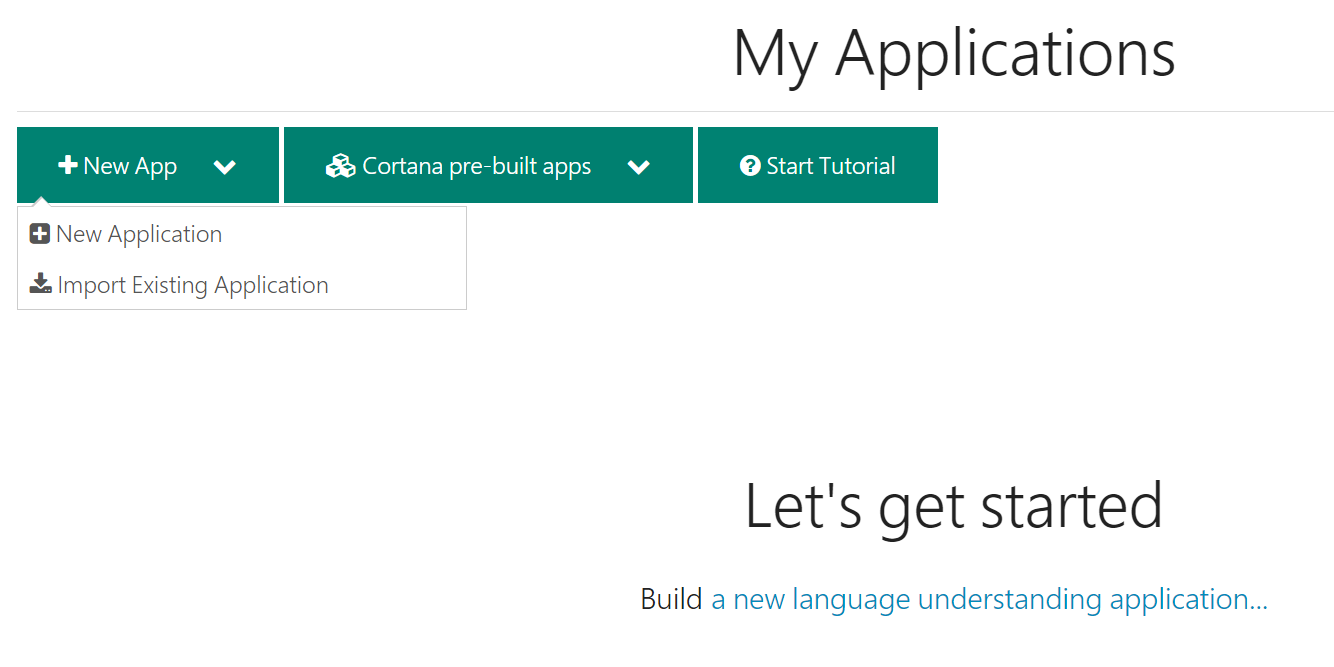 My Applications
New App Cortana pre-built apps Start Tutorial
New Application
Import Existing Application
Let's get started
Build a new language understanding application...